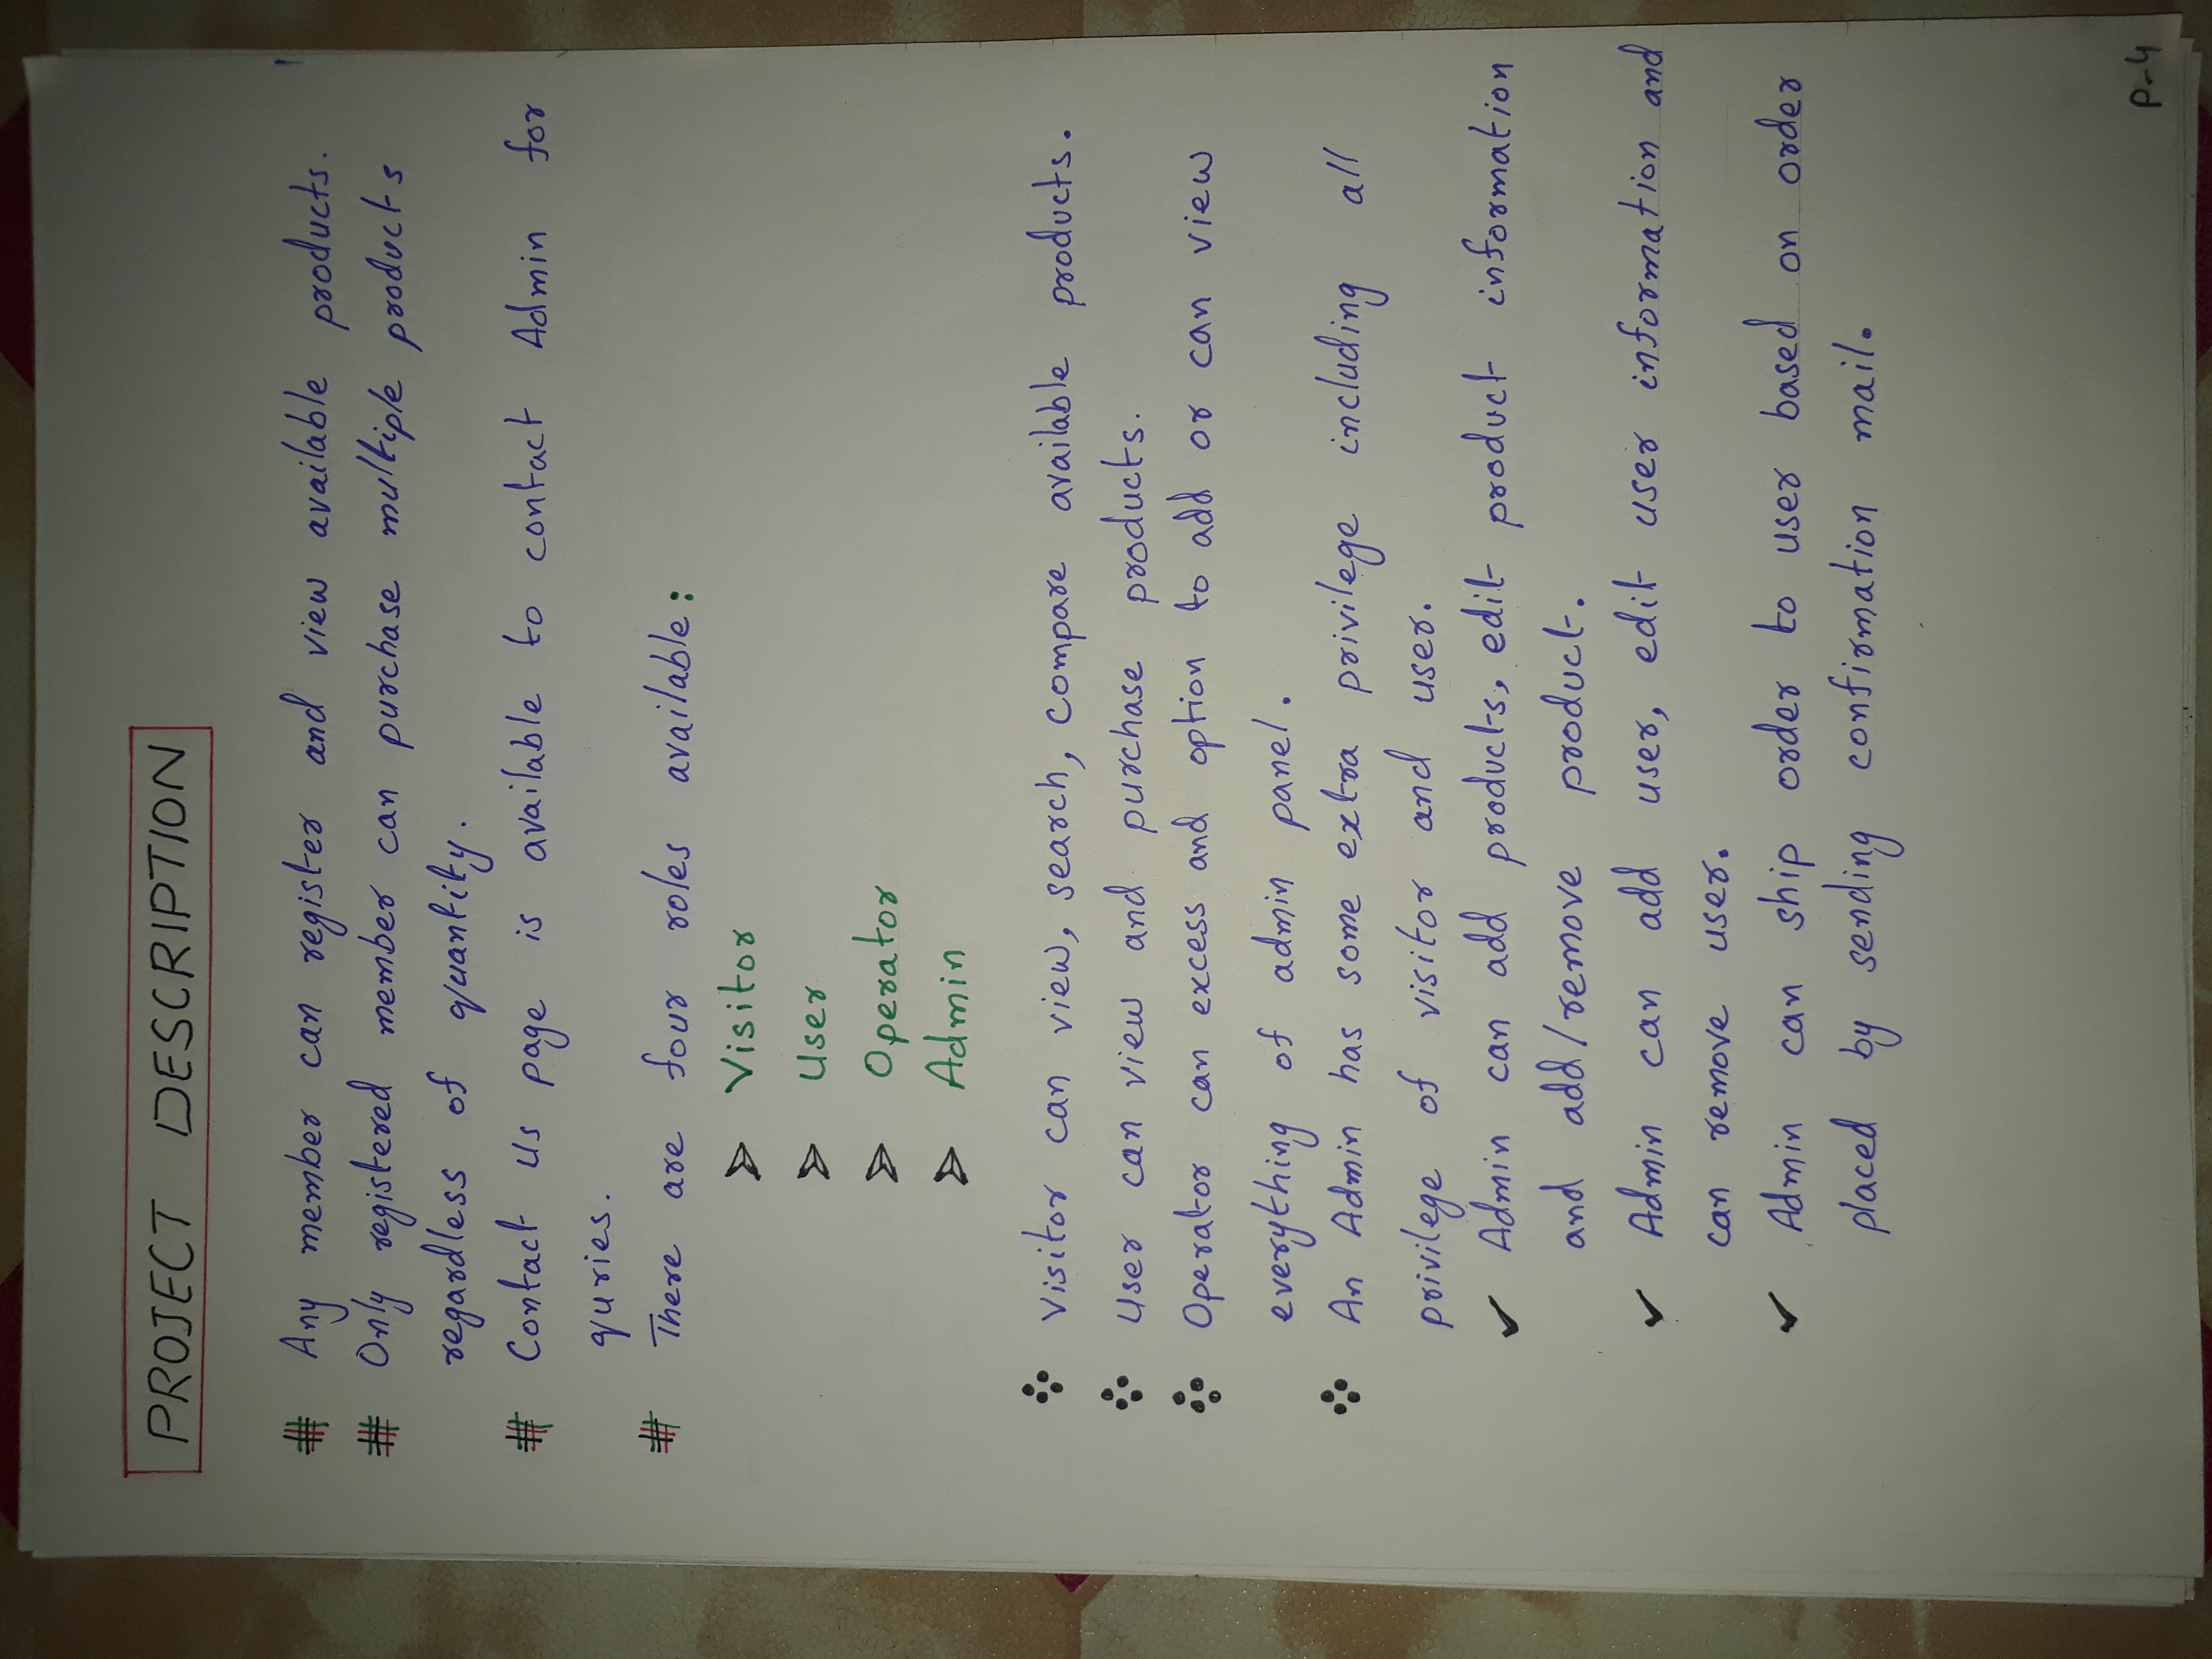 PROJECT DESCRIPTION
# Any member can register and view available products.
# Only registered member can purchase multiple products
regardless of quantity.
# Contact Us page is available to contact Admin for
quries.
# There are four roles available:
➢ Visitor
➢ User
➢ Operator
➢ Admin
❖ Visitor can view, search, compare available products.
❖ User can view and purchase products.
❖ Operator can excess and option to add or can view
everything of admin panel.
❖ An Admin has some extra privilege including all
privilege of visitor and user.
✓ Admin can add products, edit product information
and add/remove product.
✓ Admin can add user, edit user information and
can remove user.
✓ Admin can ship order to user based on order
placed by sending confirmation mail.
P-4